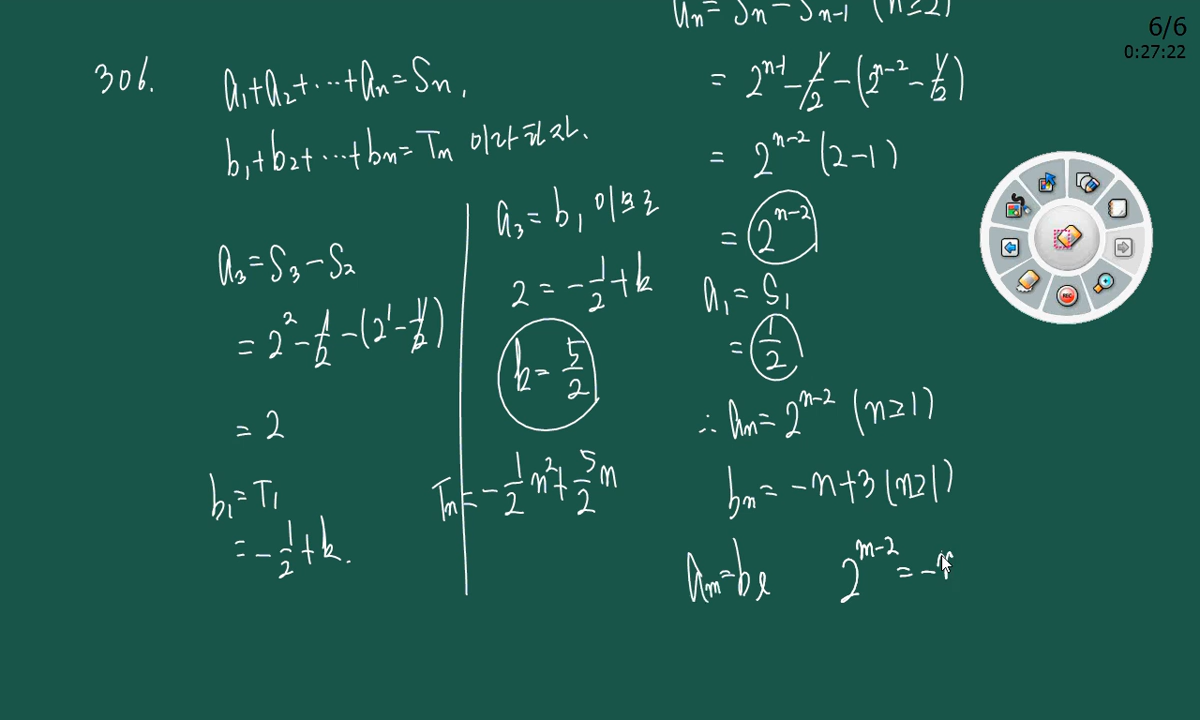 6/6
0:27:22
306.
a₁+a₂+⋯+aₙ=Sₙ,
b₁+b₂+⋯+bₙ=Tₙ 이라 하자.
a₃=S₃-S₂
=2²-1/2-(2¹-1/2)
=2
b₁=T₁
=-1/2+k.
a₃=b₁ 이므로
2=-1/2+k
k=5/2
Tₙ=-1/2n²+5/2n
aₙ=Sₙ-Sₙ₋₁ (n≥2)
=2ⁿ⁻¹-1/2-(2ⁿ⁻²-1/2)
=2ⁿ⁻²(2-1)
=2ⁿ⁻²
a₁=S₁
=1/2
∴aₙ=2ⁿ⁻² (n≥1)
bₙ=-n+3 (n≥1)
aₘ=bₗ 2ᵐ⁻²=-
REC